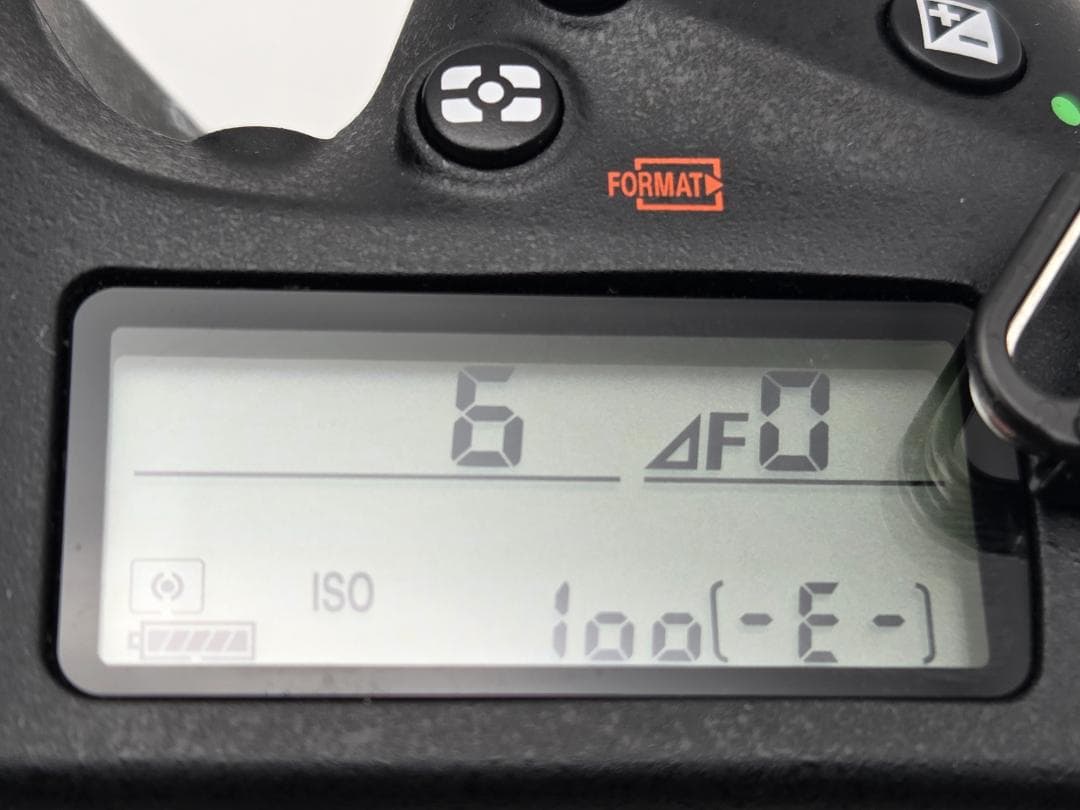 FORMAT
6 ⊿F0
ISO 100(-E-)